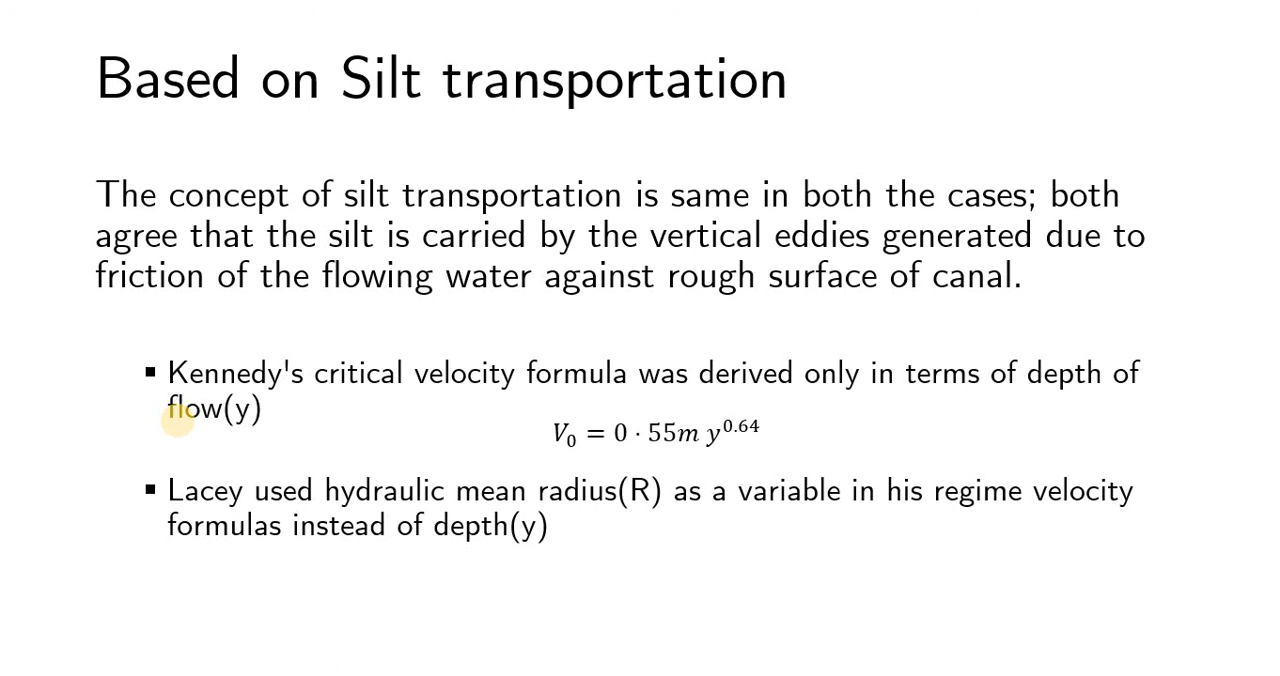 Based on Silt transportation
The concept of silt transportation is same in both the cases; both
agree that the silt is carried by the vertical eddies generated due to
friction of the flowing water against rough surface of canal.
▪ Kennedy's critical velocity formula was derived only in terms of depth of
flow(y)
V₀ = 0 · 55m y^0.64
▪ Lacey used hydraulic mean radius(R) as a variable in his regime velocity
formulas instead of depth(y)